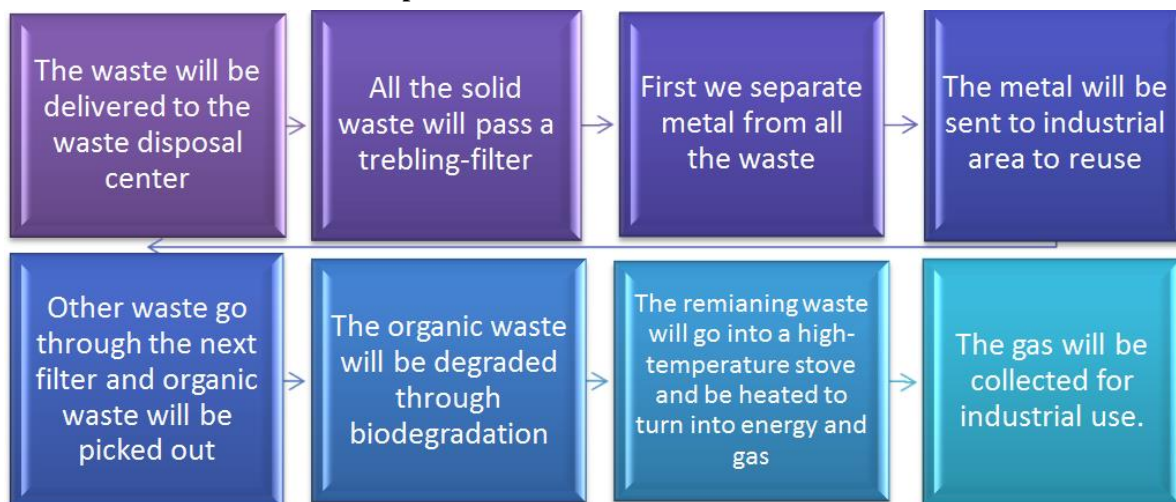 The waste will be
delivered to the
waste disposal
center
All the solid
waste will pass a
trebling-filter
First we separate
metal from all
the waste
The metal will be
sent to industrial
area to reuse
Other waste go
through the next
filter and organic
waste will be
picked out
The organic waste
will be degraded
through
biodegradation
The remianing waste
will go into a high-
temperature stove
and be heated to
turn into energy and
gas
The gas will be
collected for
industrial use.